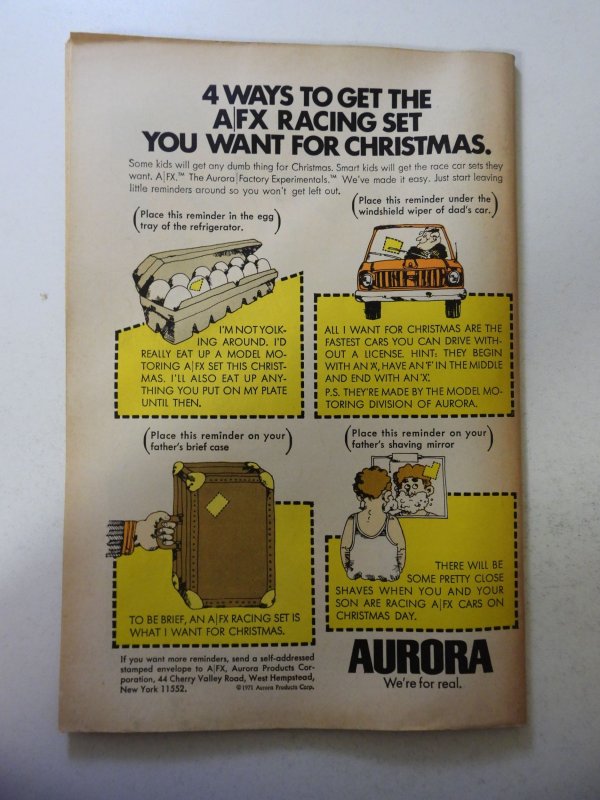 4 WAYS TO GET THE
A|FX RACING SET
YOU WANT FOR CHRISTMAS.
Some kids will get any dumb thing for Christmas. Smart kids will get the race car sets they
want. A|FX.™ The Aurora|Factory Experimentals.™ We've made it easy. Just start leaving
little reminders around so you won't get left out.
(Place this reminder in the egg
tray of the refrigerator.)
I'M NOT YOLK-
ING AROUND. I'D
REALLY EAT UP A MODEL MO-
TORING A|FX SET THIS CHRIST-
MAS. I'LL ALSO EAT UP ANY-
THING YOU PUT ON MY PLATE
UNTIL THEN.
(Place this reminder under the
windshield wiper of dad's car.)
ALL I WANT FOR CHRISTMAS ARE THE
FASTEST CARS YOU CAN DRIVE WITH-
OUT A LICENSE. HINT: THEY BEGIN
WITH AN 'A', HAVE AN 'F' IN THE MIDDLE
AND END WITH AN 'X'.
P.S. THEY'RE MADE BY THE MODEL MO-
TORING DIVISION OF AURORA.
(Place this reminder on your
father's brief case)
TO BE BRIEF, AN A|FX RACING SET IS
WHAT I WANT FOR CHRISTMAS.
(Place this reminder on your
father's shaving mirror)
THERE WILL BE
SOME PRETTY CLOSE
SHAVES WHEN YOU AND YOUR
SON ARE RACING A|FX CARS ON
CHRISTMAS DAY.
If you want more reminders, send a self-addressed
stamped envelope to A|FX, Aurora Products Cor-
poration, 44 Cherry Valley Road, West Hempstead,
New York 11552.
©1971 Aurora Products Corp.
AURORA
We're for real.